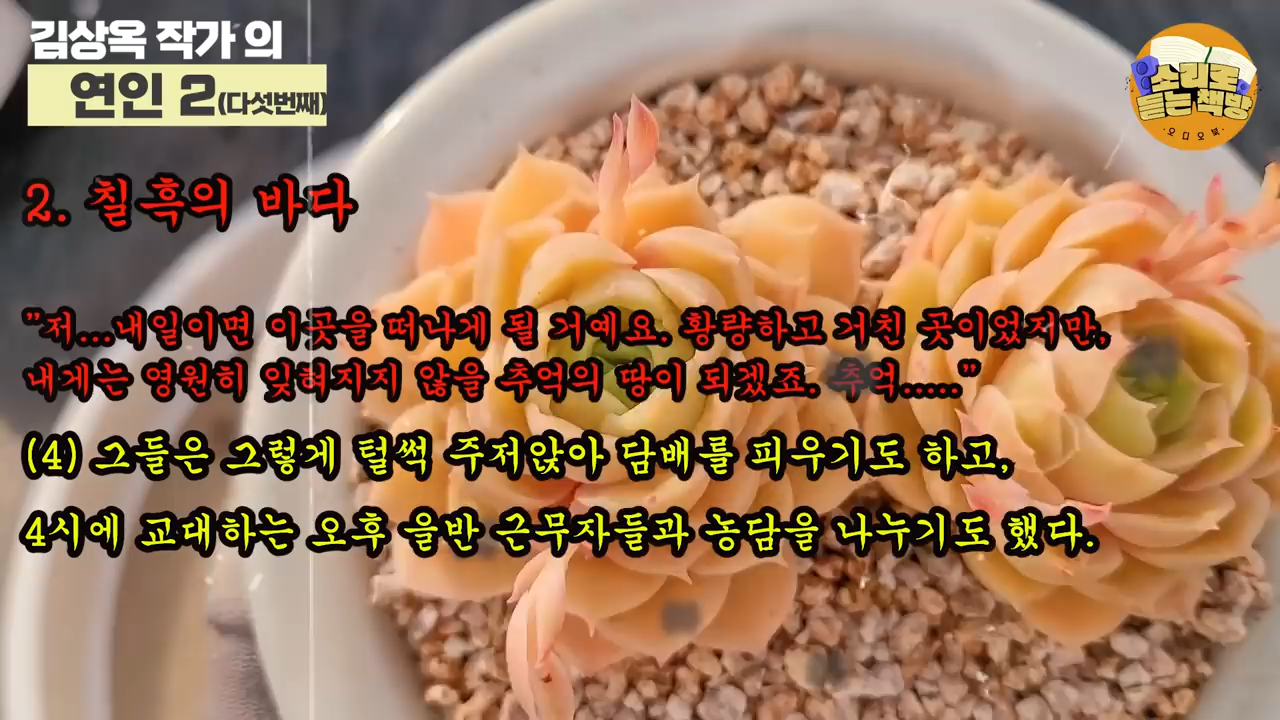 김상옥 작가 의
연인 2(다섯번째)
소리로
듣는 책방
·오디오북·
2. 칠흑의 바다
"저...내일이면 이곳을 떠나게 될 거예요. 황량하고 거친 곳이었지만,
내게는 영원히 잊혀지지 않을 추억의 땅이 되겠죠. 추억....."
(4) 그들은 그렇게 털썩 주저앉아 담배를 피우기도 하고,
4시에 교대하는 오후 을반 근무자들과 농담을 나누기도 했다.